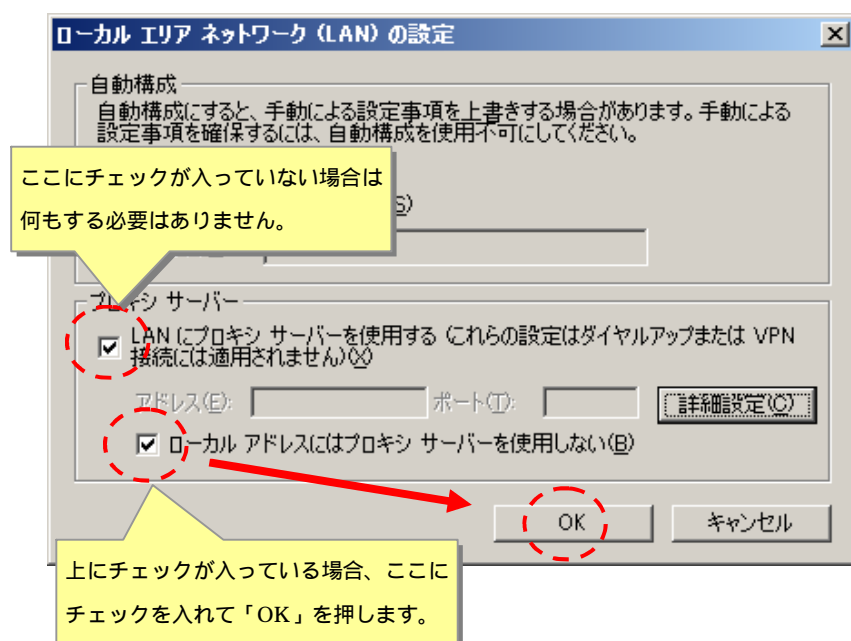 ローカル エリア ネットワーク (LAN) の設定
自動構成
自動構成にすると、手動による設定事項を上書きする場合があります。手動による
設定事項を確保するには、自動構成を使用不可にしてください。
ここにチェックが入っていない場合は
何もする必要はありません。
(S)
プロキシ サーバー
LAN にプロキシ サーバーを使用する (これらの設定はダイヤルアップまたは VPN
接続には適用されません)(X)
アドレス(E):
ポート(T):
詳細設定(C)
ローカル アドレスにはプロキシ サーバーを使用しない(B)
OK
キャンセル
上にチェックが入っている場合、ここに
チェックを入れて「OK」を押します。